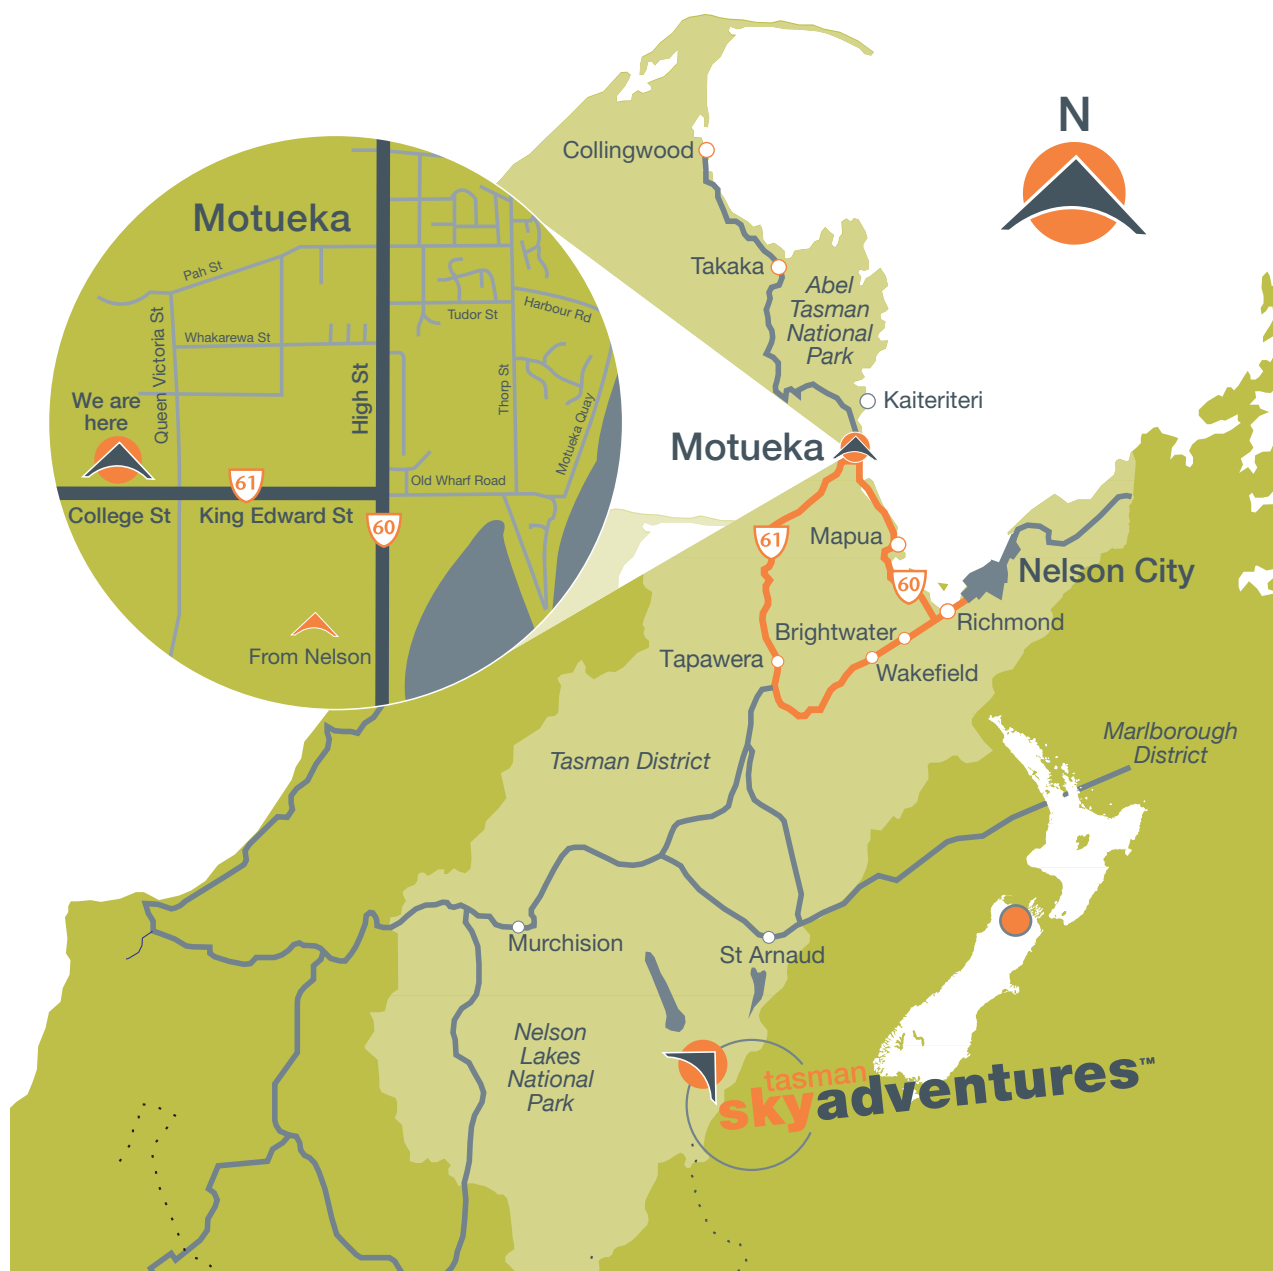 N
Collingwood
Takaka
Abel
Tasman
National
Park
Kaiteriteri
Motueka
61
Mapua
60
Nelson City
Richmond
Brightwater
Wakefield
Tapawera
Tasman District
Marlborough
District
Murchision
St Arnaud
Nelson
Lakes
National
Park
tasman
skyadventures™
Motueka
Pah St
Queen Victoria St
Whakarewa St
High St
Tudor St
Harbour Rd
Thorp St
Motueka Quay
We are
here
Old Wharf Road
61
College St
King Edward St
60
From Nelson